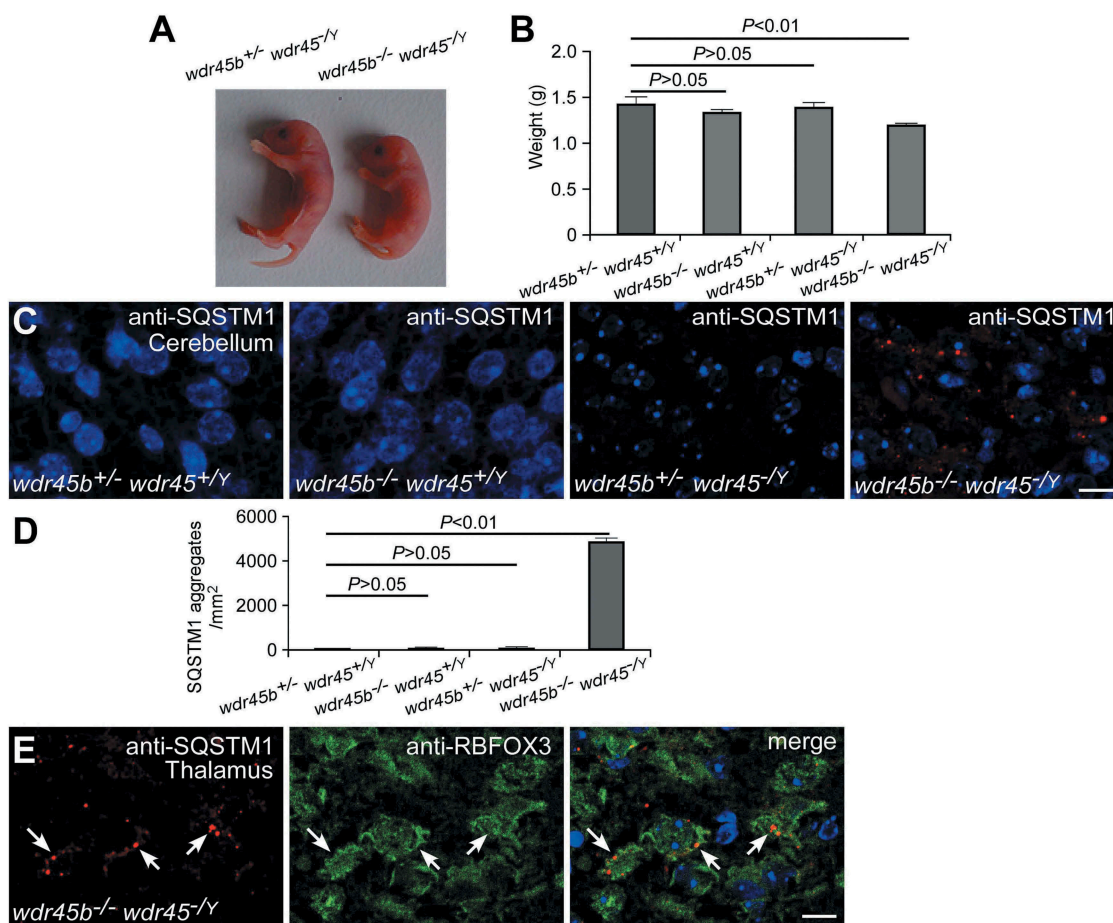 A
wdr45b+/- wdr45-/Y
wdr45b-/- wdr45-/Y
B
P<0.01
P>0.05
P>0.05
Weight (g)
2.0
1.5
1.0
0.5
0
wdr45b+/- wdr45+/Y
wdr45b-/- wdr45+/Y
wdr45b+/- wdr45-/Y
wdr45b-/- wdr45-/Y
C
anti-SQSTM1
Cerebellum
wdr45b+/- wdr45+/Y
anti-SQSTM1
wdr45b-/- wdr45+/Y
anti-SQSTM1
wdr45b+/- wdr45-/Y
anti-SQSTM1
wdr45b-/- wdr45-/Y
D
SQSTM1 aggregates
/mm2
6000
4000
2000
0
P<0.01
P>0.05
P>0.05
wdr45b+/- wdr45+/Y
wdr45b-/- wdr45+/Y
wdr45b+/- wdr45-/Y
wdr45b-/- wdr45-/Y
E
anti-SQSTM1
Thalamus
wdr45b-/- wdr45-/Y
anti-RBFOX3
merge